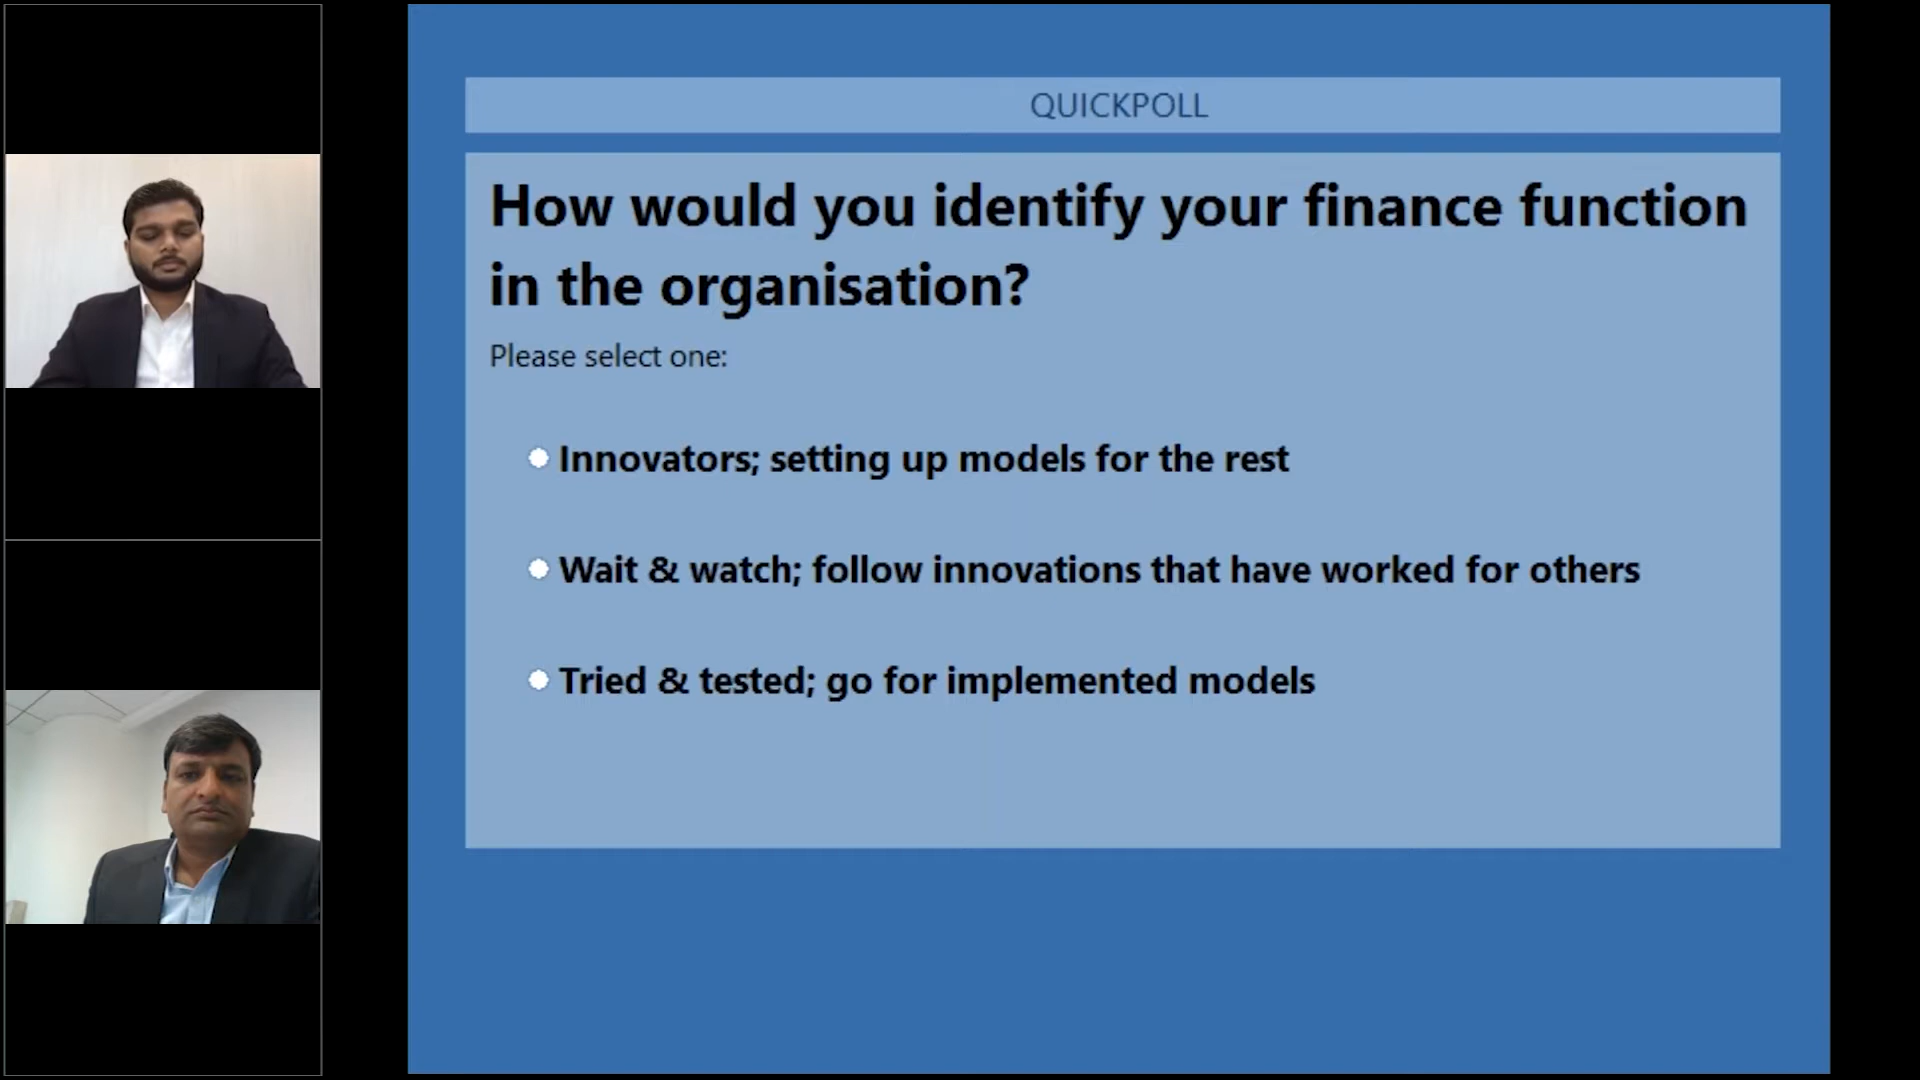 QUICKPOLL
How would you identify your finance function
in the organisation?
Please select one:
Innovators; setting up models for the rest
Wait & watch; follow innovations that have worked for others
Tried & tested; go for implemented models